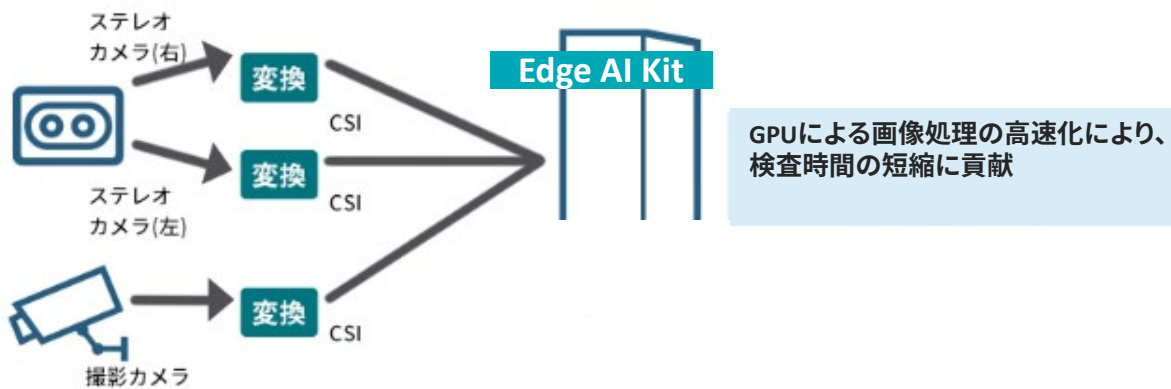 ステレオ
カメラ(右)
変換
CSI
変換
CSI
ステレオ
カメラ(左)
変換
CSI
撮影カメラ
Edge AI Kit
GPUによる画像処理の高速化により、
検査時間の短縮に貢献